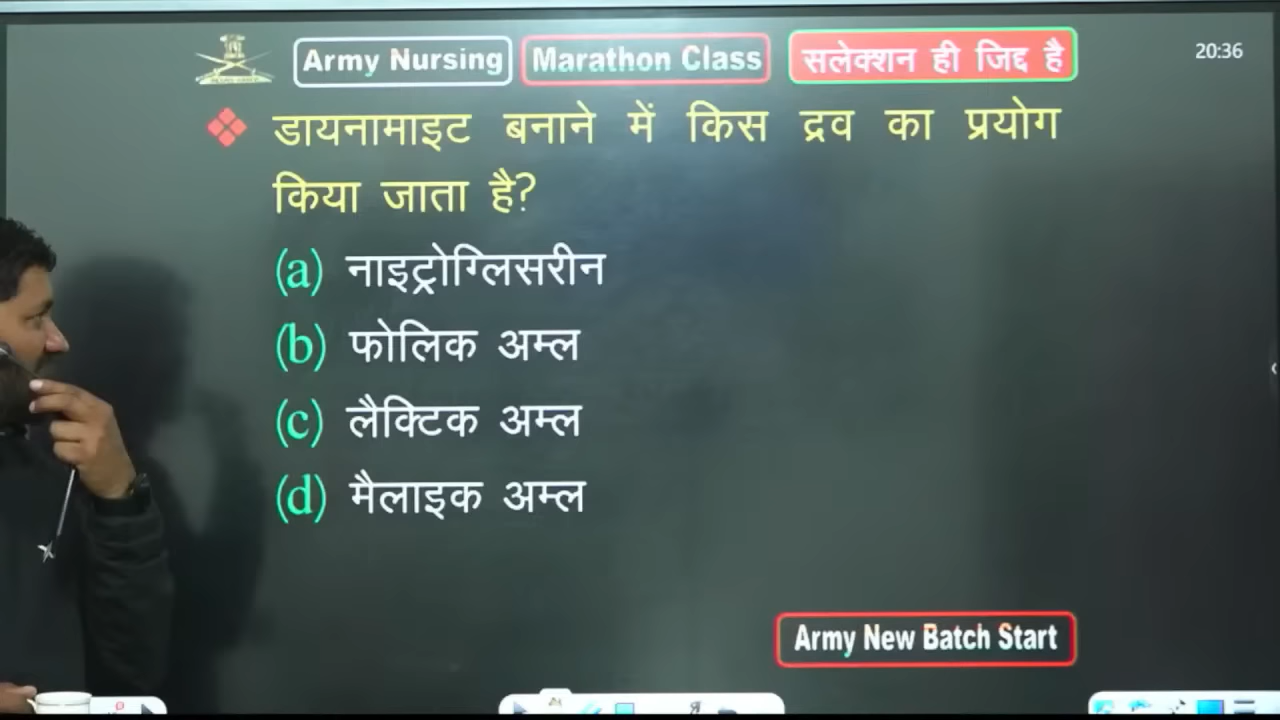 Army Nursing Marathon Class सलेक्शन ही जिद्द है 20:36
डायनामाइट बनाने में किस द्रव का प्रयोग
किया जाता है?
(a) नाइट्रोग्लिसरीन
(b) फोलिक अम्ल
(c) लैक्टिक अम्ल
(d) मैलाइक अम्ल
Army New Batch Start